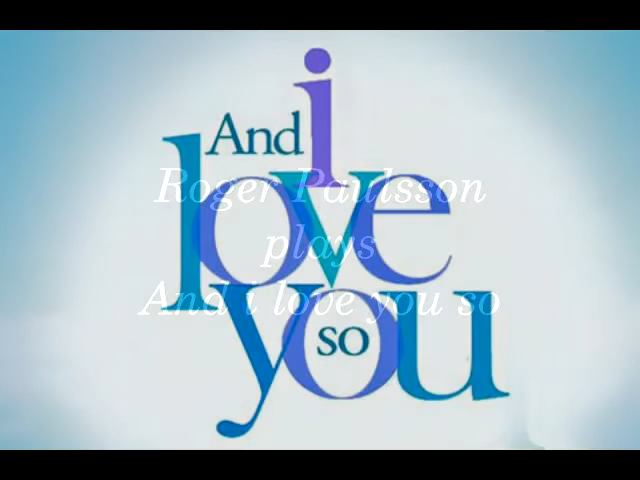 And i
love
you
so
Roger Paulsson
plays
And i love you so